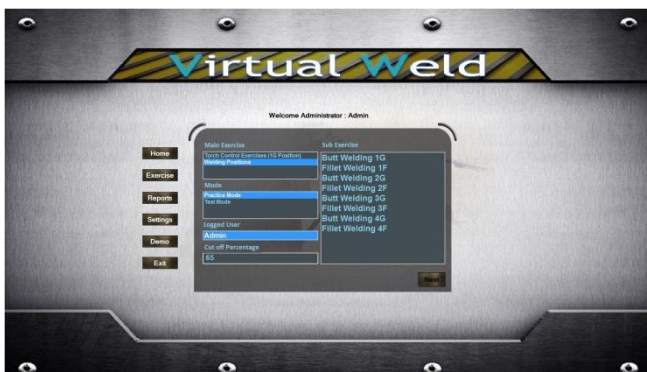 Virtual Weld
Welcome Administrator : Admin
Home
Exercise
Reports
Settings
Demo
Exit
Main Exercise
Torch Control Exercises (1G Position)
Welding Positions
Mode
Practice Mode
Test Mode
Logged User
Admin
Cut off Percentage
65
Sub Exercise
Butt Welding 1G
Fillet Welding 1F
Butt Welding 2G
Fillet Welding 2F
Butt Welding 3G
Fillet Welding 3F
Butt Welding 4G
Fillet Welding 4F
Next